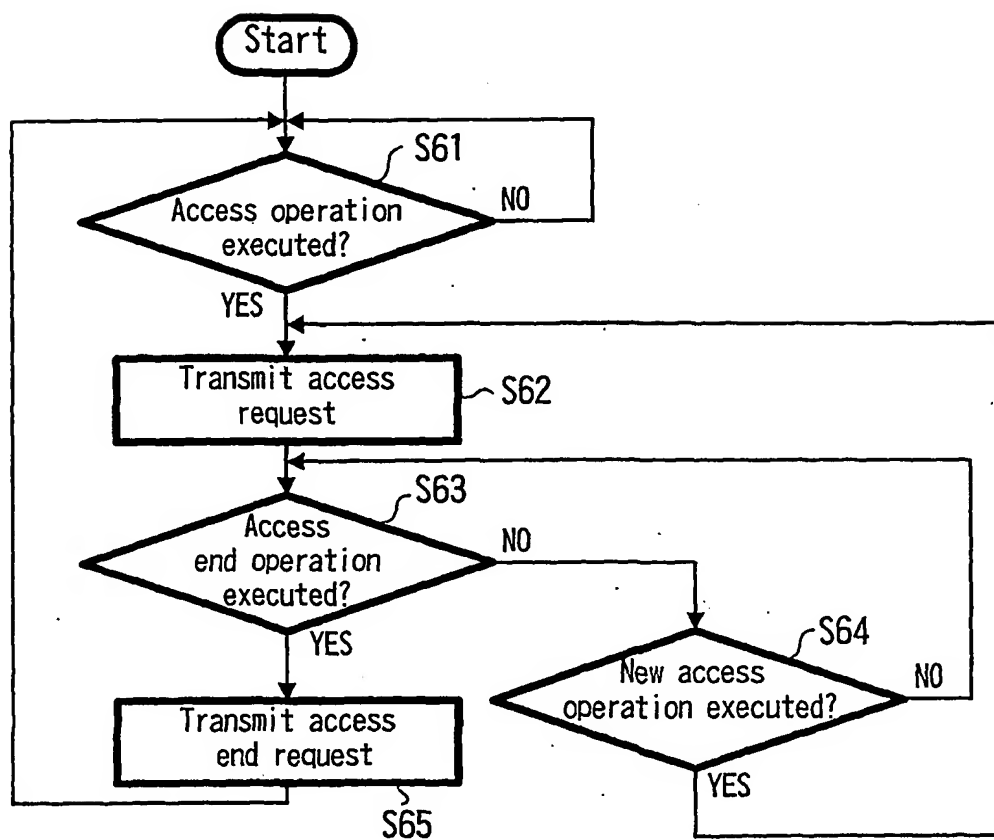 Start
S61
Access operation
executed?
NO
YES
Transmit access
request
S62
S63
Access
end operation
executed?
NO
YES
S64
New access
operation executed?
NO
YES
Transmit access
end request
S65